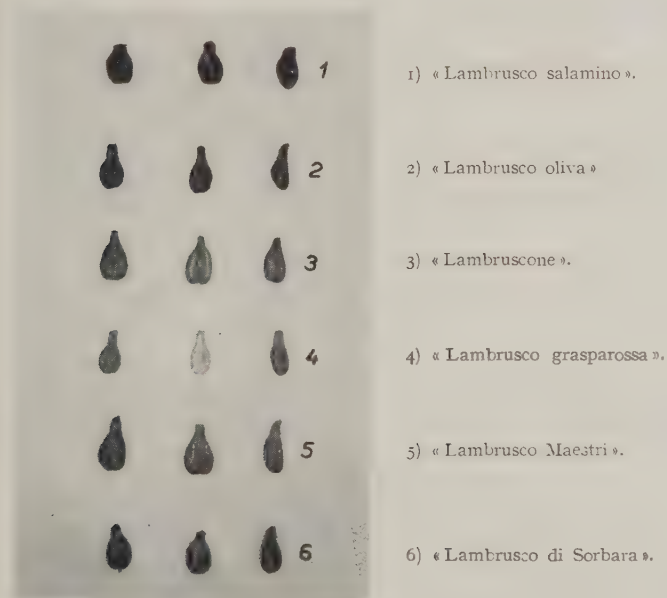 1 1) « Lambrusco salamino ».
2 2) « Lambrusco oliva »
3 3) « Lambruscone ».
4 4) « Lambrusco grasparossa ».
5 5) « Lambrusco Maestri ».
6 6) « Lambrusco di Sorbara ».